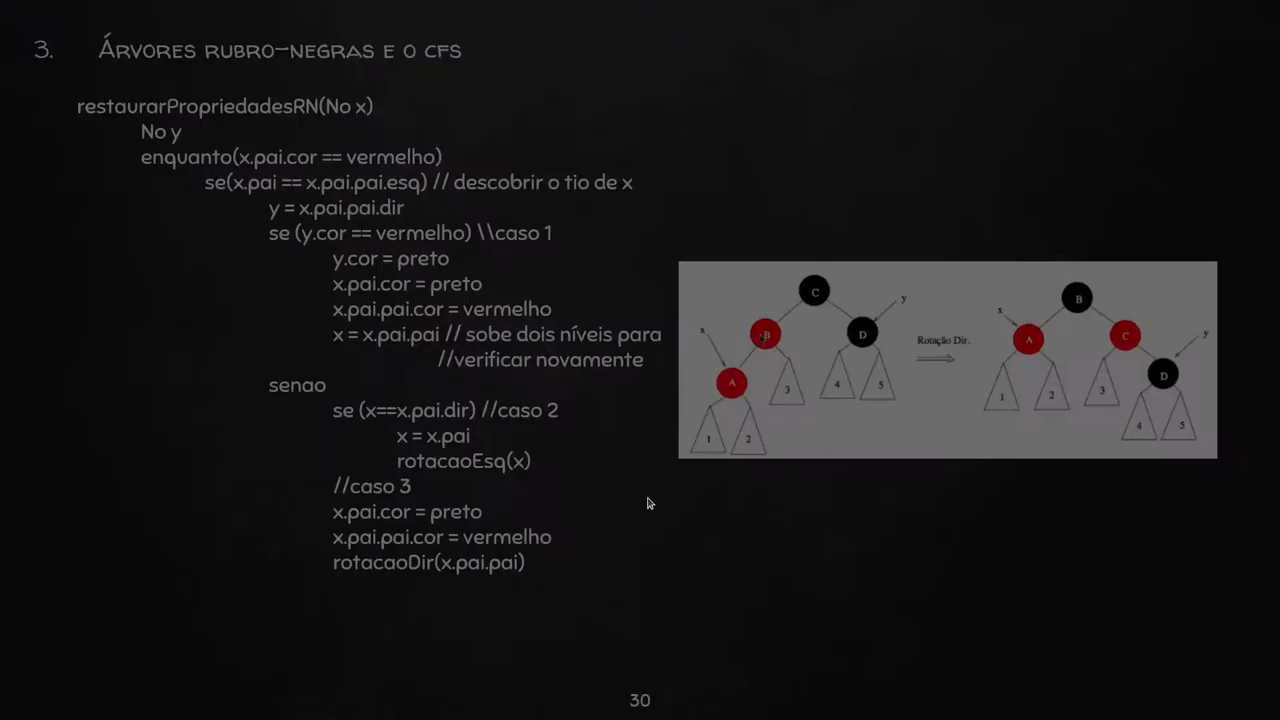 3. Árvores rubro-negras e o CFS
restaurarPropriedadesRN(No x)
No y
enquanto(x.pai.cor == vermelho)
se(x.pai == x.pai.pai.esq) // descobrir o tio de x
y = x.pai.pai.dir
se (y.cor == vermelho) \\caso 1
y.cor = preto
x.pai.cor = preto
x.pai.pai.cor = vermelho
x = x.pai.pai // sobe dois níveis para
//verificar novamente
senao
se (x==x.pai.dir) //caso 2
x = x.pai
rotacaoEsq(x)
//caso 3
x.pai.cor = preto
x.pai.pai.cor = vermelho
rotacaoDir(x.pai.pai)
C
y
x
B
D
A
3
4
5
1
2
Rotação Dir.
B
x
A
C
y
D
1
2
3
4
5
30